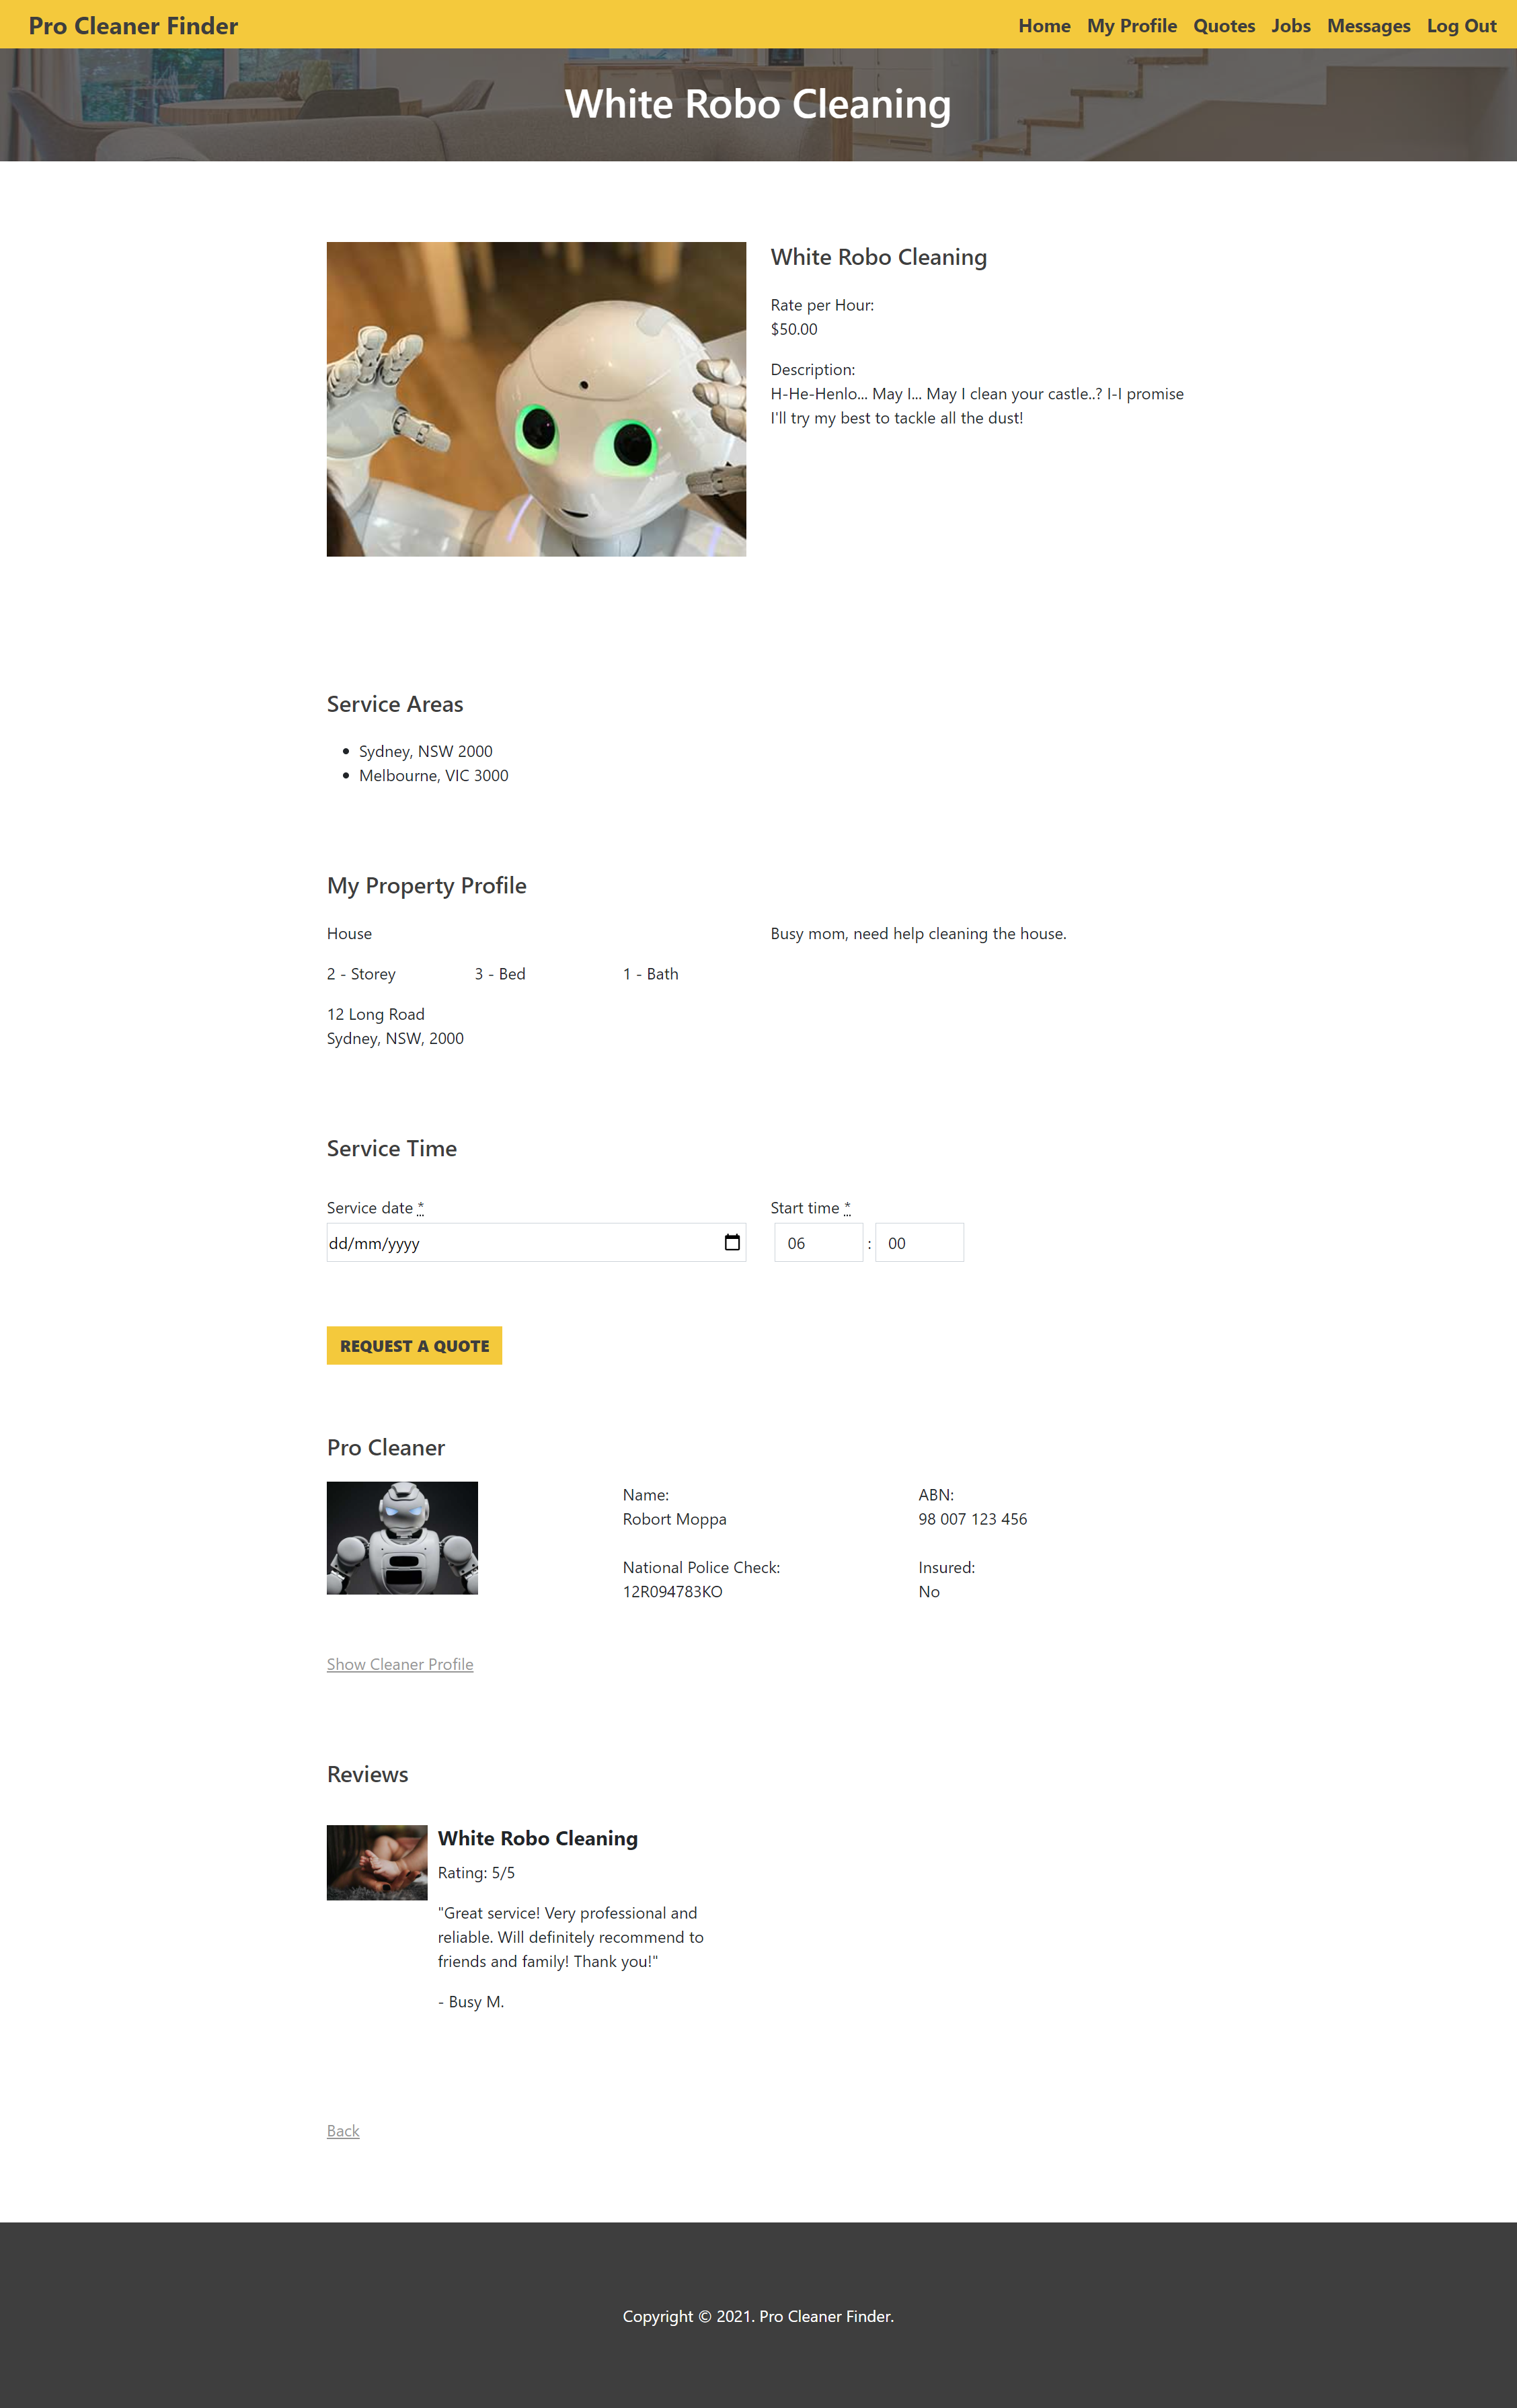 Pro Cleaner Finder
Home My Profile Quotes Jobs Messages Log Out
White Robo Cleaning
White Robo Cleaning
Rate per Hour:
$50.00
Description:
H-He-Henlo... May I... May I clean your castle..? I-I promise
I'll try my best to tackle all the dust!
Service Areas
Sydney, NSW 2000
Melbourne, VIC 3000
My Property Profile
House
2 - Storey 3 - Bed 1 - Bath
12 Long Road
Sydney, NSW, 2000
Busy mom, need help cleaning the house.
Service Time
Service date *
dd/mm/yyyy
Start time *
06 : 00
REQUEST A QUOTE
Pro Cleaner
Name:
Robort Moppa
National Police Check:
12R094783KO
ABN:
98 007 123 456
Insured:
No
Show Cleaner Profile
Reviews
White Robo Cleaning
Rating: 5/5
"Great service! Very professional and
reliable. Will definitely recommend to
friends and family! Thank you!"
- Busy M.
Back
Copyright © 2021. Pro Cleaner Finder.